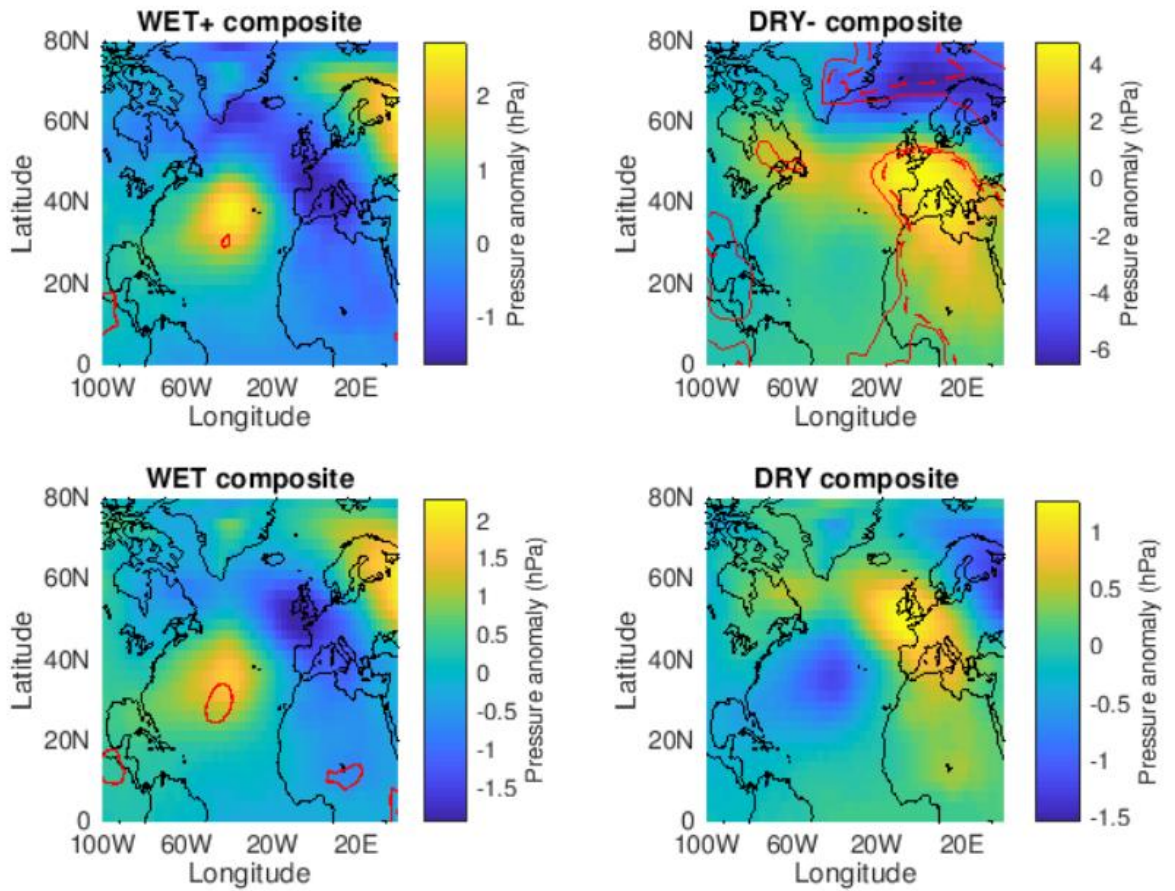 WET+ composite
80N
60N
40N
20N
0
Latitude
100W 60W 20W 20E
Longitude
2
1
0
-1
Pressure anomaly (hPa)
DRY- composite
80N
60N
40N
20N
0
Latitude
100W 60W 20W 20E
Longitude
4
2
0
-2
-4
-6
Pressure anomaly (hPa)
WET composite
80N
60N
40N
20N
0
Latitude
100W 60W 20W 20E
Longitude
2
1.5
1
0.5
0
-0.5
-1
-1.5
Pressure anomaly (hPa)
DRY composite
80N
60N
40N
20N
0
Latitude
100W 60W 20W 20E
Longitude
1
0.5
0
-0.5
-1
-1.5
Pressure anomaly (hPa)